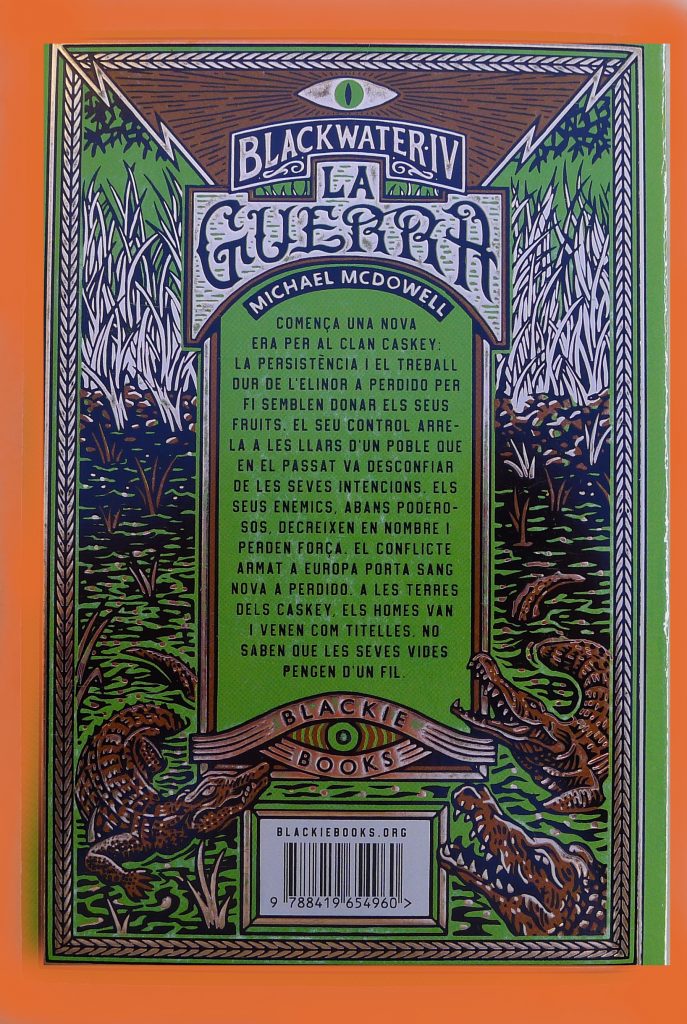 BLACKWATER·IV
LA
GUERRA
MICHAEL MCDOWELL
COMENÇA UNA NOVA
ERA PER AL CLAN CASKEY:
LA PERSISTÈNCIA I EL TREBALL
DUR DE L'ELINOR A PERDIDO PER
FI SEMBLEN DONAR ELS SEUS
FRUITS. EL SEU CONTROL ARRE-
LA A LES LLARS D'UN POBLE QUE
EN EL PASSAT VA DESCONFIAR
DE LES SEVES INTENCIONS. ELS
SEUS ENEMICS, ABANS PODERO-
SOS, DECREIXEN EN NOMBRE I
PERDEN FORÇA. EL CONFLICTE
ARMAT A EUROPA PORTA SANG
NOVA A PERDIDO. A LES TERRES
DELS CASKEY, ELS HOMES VAN
I VENEN COM TITELLES. NO
SABEN QUE LES SEVES VIDES
PENGEN D'UN FIL.
BLACKIE
BOOKS
BLACKIEBOOKS.ORG
9 788419 654960 >